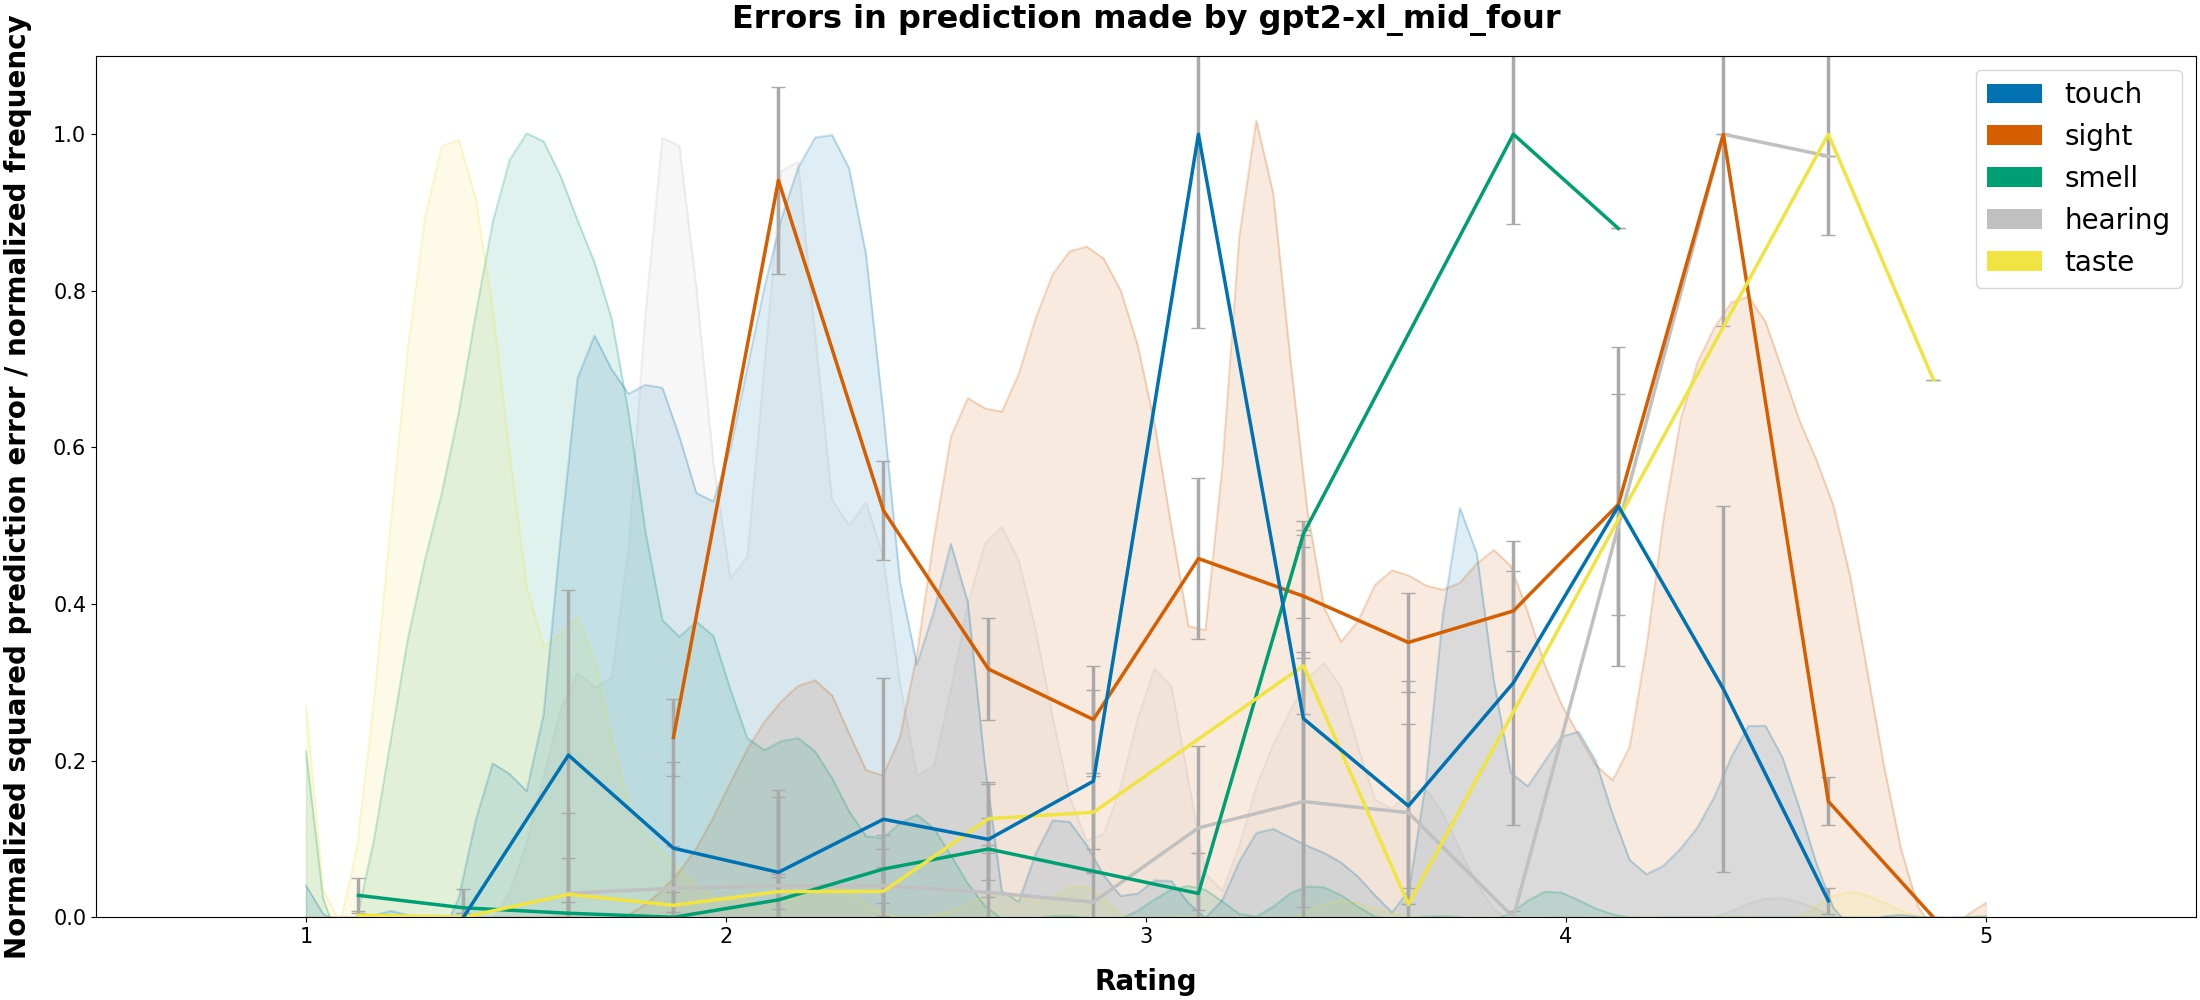 Errors in prediction made by gpt2-xl_mid_four
Normalized squared prediction error / normalized frequency
1.0
0.8
0.6
0.4
0.2
0.0
touch
sight
smell
hearing
taste
1 2 3 4 5
Rating